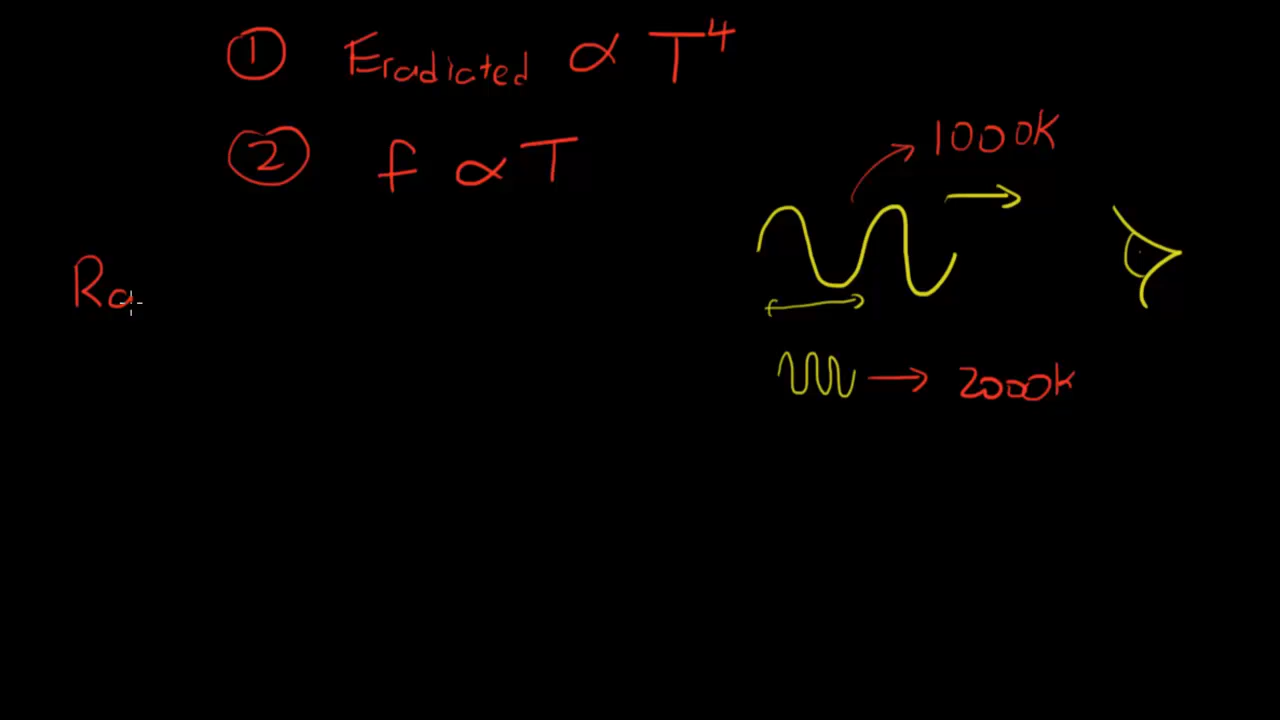 ① Eradiated ∝ T⁴
② f ∝ T
1000K
Ra
2000K